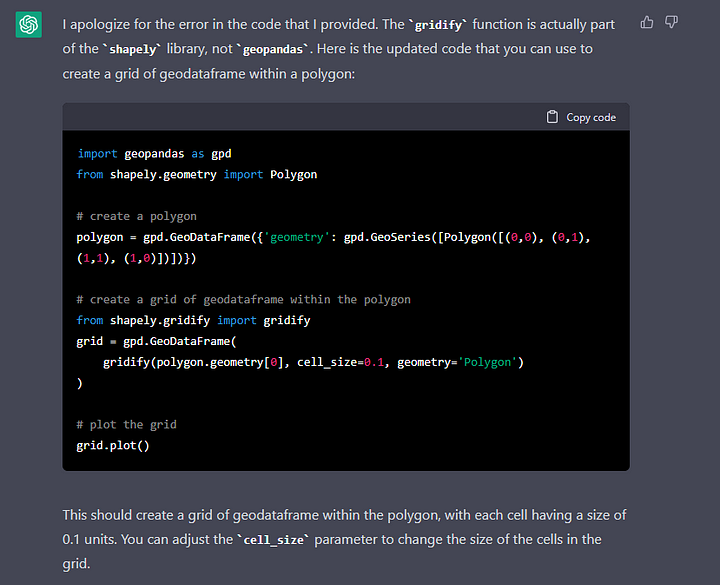 I apologize for the error in the code that I provided. The `gridify` function is actually part
of the `shapely` library, not `geopandas`. Here is the updated code that you can use to
create a grid of geodataframe within a polygon:
Copy code
import geopandas as gpd
from shapely.geometry import Polygon
# create a polygon
polygon = gpd.GeoDataFrame({'geometry': gpd.GeoSeries([Polygon([(0,0), (0,1),
(1,1), (1,0)])])})
# create a grid of geodataframe within the polygon
from shapely.gridify import gridify
grid = gpd.GeoDataFrame(
    gridify(polygon.geometry[0], cell_size=0.1, geometry='Polygon')
)
# plot the grid
grid.plot()
This should create a grid of geodataframe within the polygon, with each cell having a size of
0.1 units. You can adjust the `cell_size` parameter to change the size of the cells in the
grid.